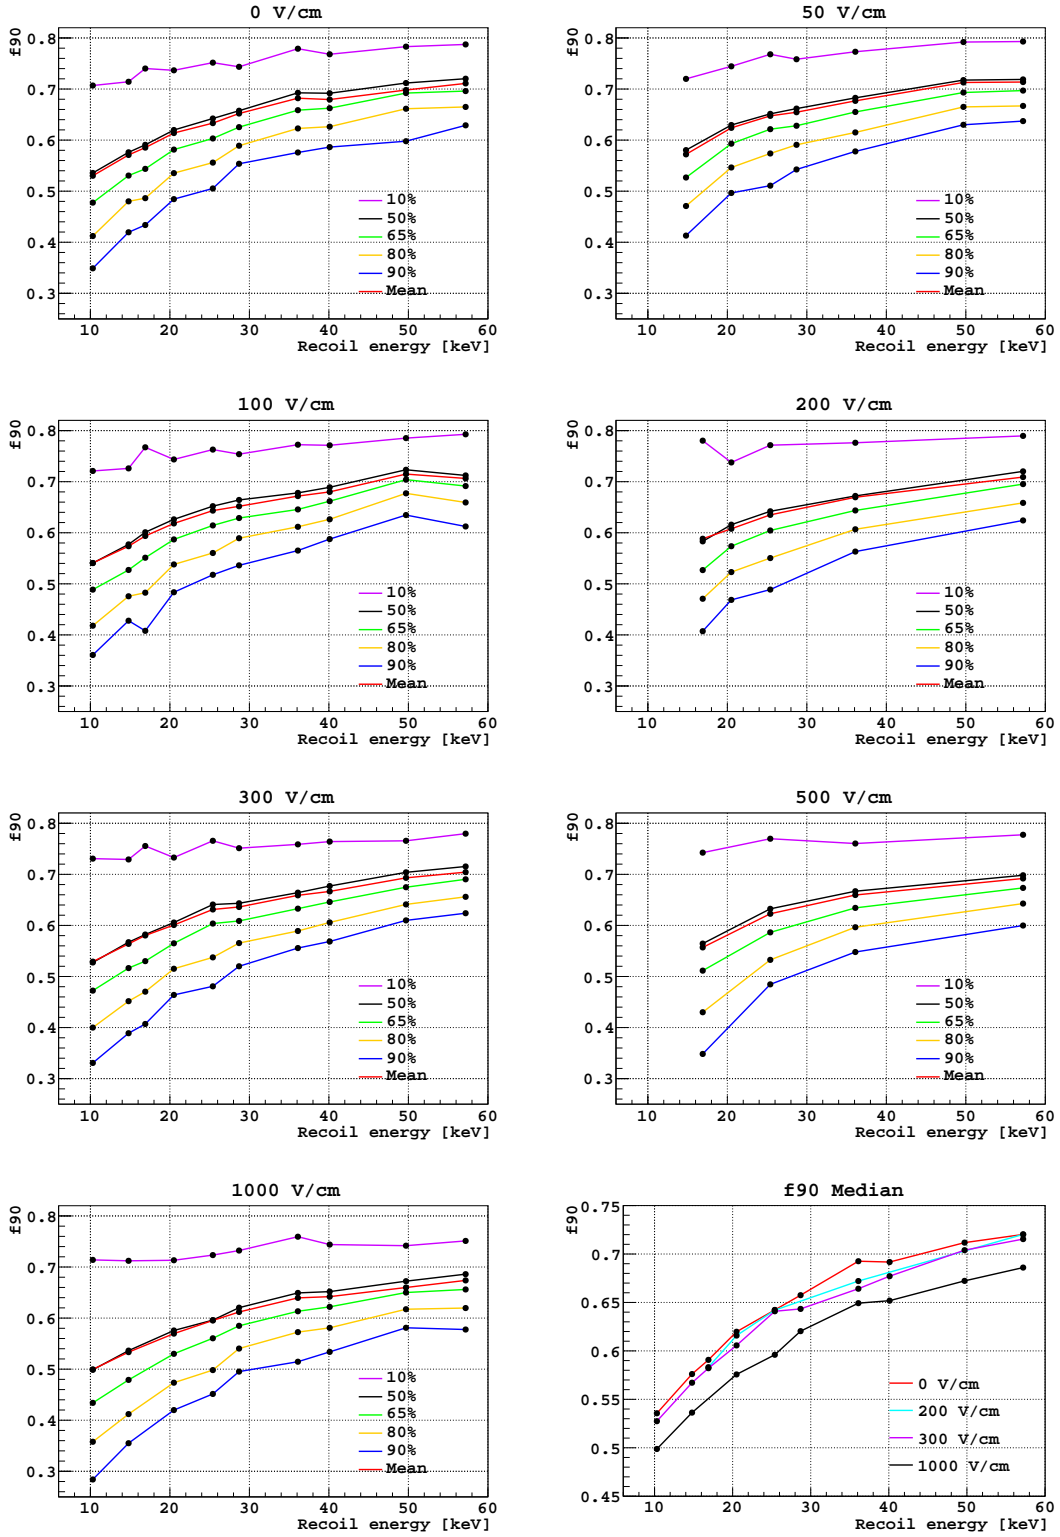 0 V/cm
f90
0.8
0.7
0.6
0.5
0.4
0.3
10%
50%
65%
80%
90%
Mean
10 20 30 40 50 60
Recoil energy [keV]
50 V/cm
f90
0.8
0.7
0.6
0.5
0.4
0.3
10%
50%
65%
80%
90%
Mean
10 20 30 40 50 60
Recoil energy [keV]
100 V/cm
f90
0.8
0.7
0.6
0.5
0.4
0.3
10%
50%
65%
80%
90%
Mean
10 20 30 40 50 60
Recoil energy [keV]
200 V/cm
f90
0.8
0.7
0.6
0.5
0.4
0.3
10%
50%
65%
80%
90%
Mean
10 20 30 40 50 60
Recoil energy [keV]
300 V/cm
f90
0.8
0.7
0.6
0.5
0.4
0.3
10%
50%
65%
80%
90%
Mean
10 20 30 40 50 60
Recoil energy [keV]
500 V/cm
f90
0.8
0.7
0.6
0.5
0.4
0.3
10%
50%
65%
80%
90%
Mean
10 20 30 40 50 60
Recoil energy [keV]
1000 V/cm
f90
0.8
0.7
0.6
0.5
0.4
0.3
10%
50%
65%
80%
90%
Mean
10 20 30 40 50 60
Recoil energy [keV]
f90 Median
f90
0.75
0.7
0.65
0.6
0.55
0.5
0.45
0 V/cm
200 V/cm
300 V/cm
1000 V/cm
10 20 30 40 50 60
Recoil energy [keV]